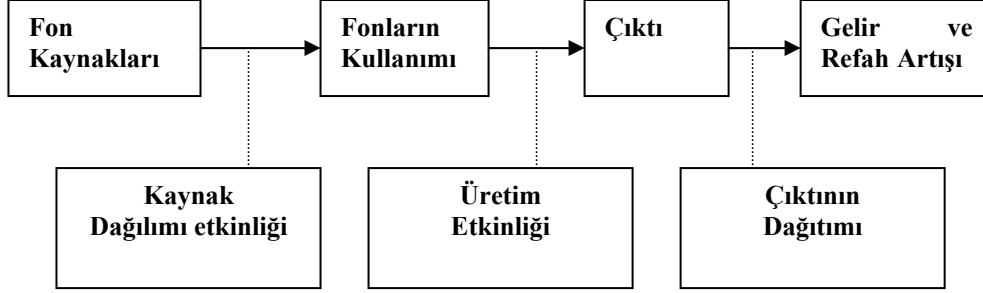 Fon
Kaynakları
Fonların
Kullanımı
Çıktı
Gelir ve
Refah Artışı
Kaynak
Dağılımı etkinliği
Üretim
Etkinliği
Çıktının
Dağıtımı